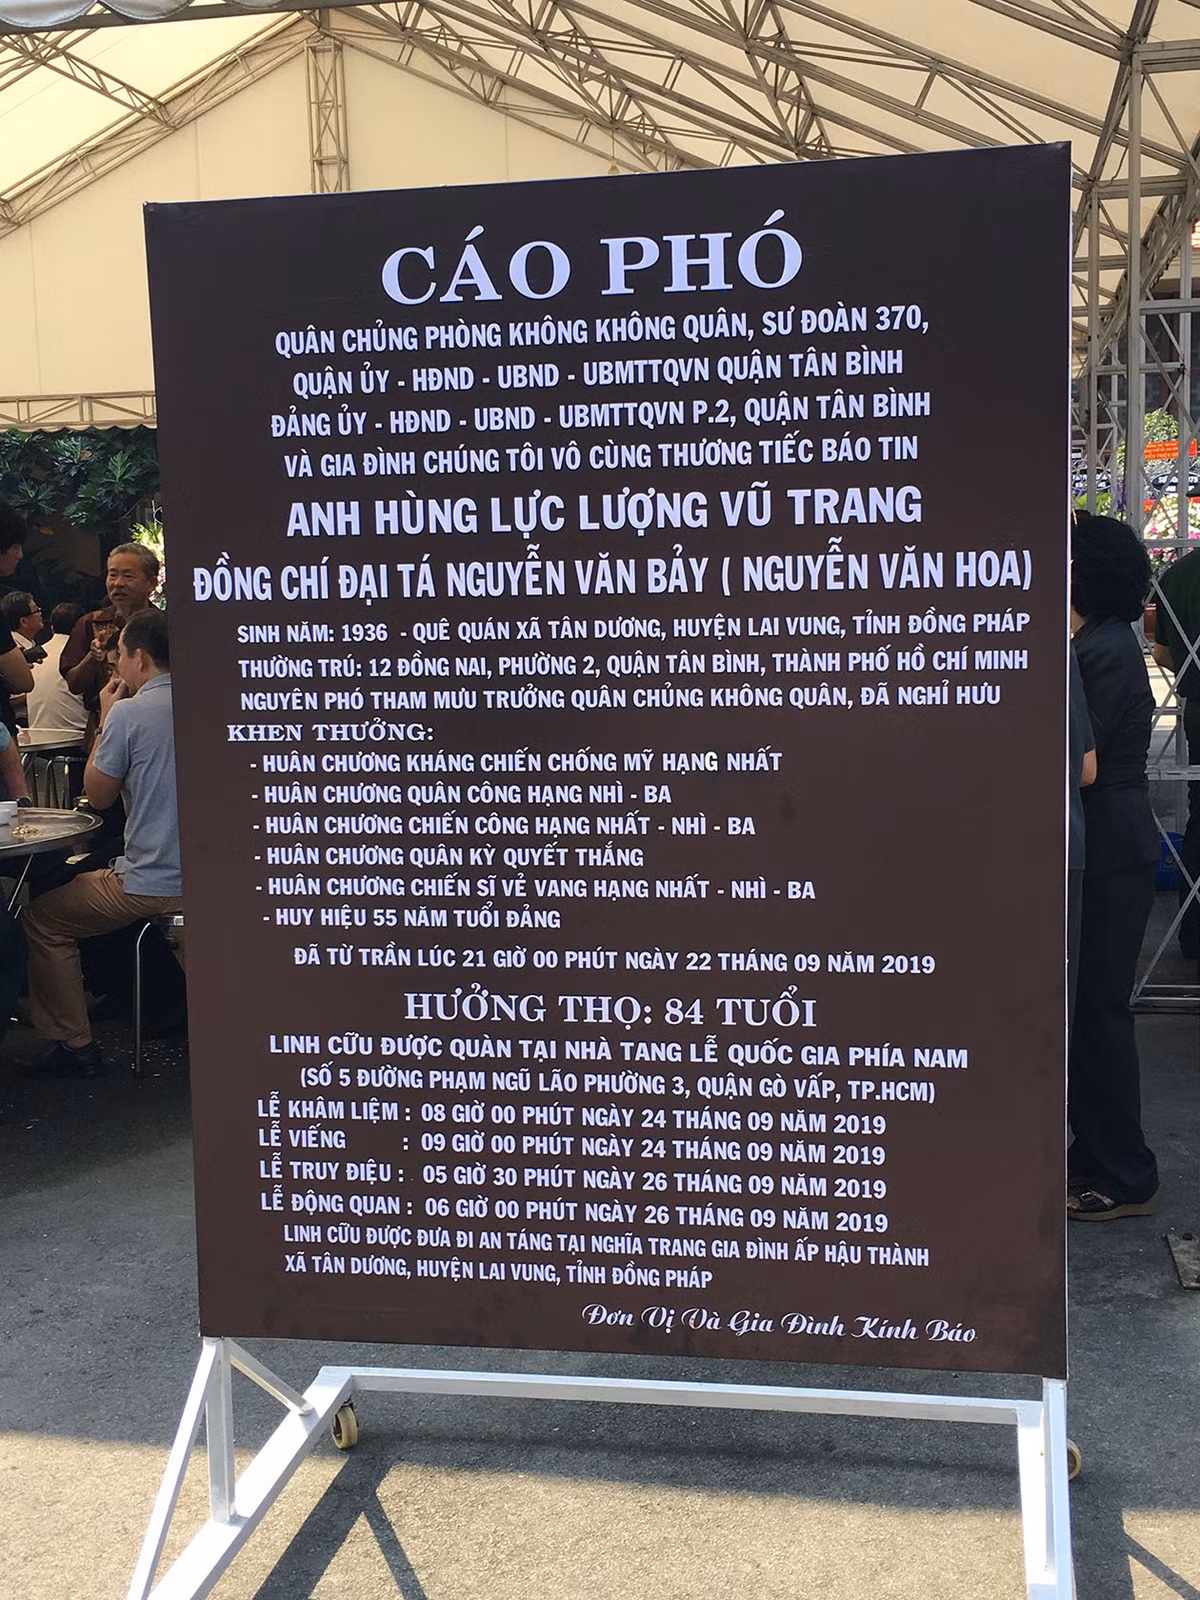 CÁO PHÓ
QUÂN CHỦNG PHÒNG KHÔNG KHÔNG QUÂN, SƯ ĐOÀN 370,
QUẬN ỦY - HĐND - UBND - UBMTTQVN QUẬN TÂN BÌNH
ĐẢNG ỦY - HĐND - UBND - UBMTTQVN P.2, QUẬN TÂN BÌNH
VÀ GIA ĐÌNH CHÚNG TÔI VÔ CÙNG THƯƠNG TIẾC BÁO TIN
ANH HÙNG LỰC LƯỢNG VŨ TRANG
ĐỒNG CHÍ ĐẠI TÁ NGUYỄN VĂN BẢY ( NGUYỄN VĂN HOA)
SINH NĂM: 1936 - QUÊ QUÁN XÃ TÂN DƯƠNG, HUYỆN LAI VUNG, TỈNH ĐỒNG PHÁP
THƯỜNG TRÚ: 12 ĐỒNG NAI, PHƯỜNG 2, QUẬN TÂN BÌNH, THÀNH PHỐ HỒ CHÍ MINH
NGUYÊN PHÓ THAM MƯU TRƯỞNG QUÂN CHỦNG KHÔNG QUÂN, ĐÃ NGHỈ HƯU
KHEN THƯỞNG:
- HUÂN CHƯƠNG KHÁNG CHIẾN CHỐNG MỸ HẠNG NHẤT
- HUÂN CHƯƠNG QUÂN CÔNG HẠNG NHÌ - BA
- HUÂN CHƯƠNG CHIẾN CÔNG HẠNG NHẤT - NHÌ - BA
- HUÂN CHƯƠNG QUÂN KỲ QUYẾT THẮNG
- HUÂN CHƯƠNG CHIẾN SĨ VẺ VANG HẠNG NHẤT - NHÌ - BA
- HUY HIỆU 55 NĂM TUỔI ĐẢNG
ĐÃ TỪ TRẦN LÚC 21 GIỜ 00 PHÚT NGÀY 22 THÁNG 09 NĂM 2019
HƯỞNG THỌ: 84 TUỔI
LINH CỮU ĐƯỢC QUÀN TẠI NHÀ TANG LỄ QUỐC GIA PHÍA NAM
(SỐ 5 ĐƯỜNG PHẠM NGŨ LÃO PHƯỜNG 3, QUẬN GÒ VẤP, TP.HCM)
LỄ KHÂM LIỆM : 08 GIỜ 00 PHÚT NGÀY 24 THÁNG 09 NĂM 2019
LỄ VIẾNG : 09 GIỜ 00 PHÚT NGÀY 24 THÁNG 09 NĂM 2019
LỄ TRUY ĐIỆU : 05 GIỜ 30 PHÚT NGÀY 26 THÁNG 09 NĂM 2019
LỄ ĐỘNG QUAN : 06 GIỜ 00 PHÚT NGÀY 26 THÁNG 09 NĂM 2019
LINH CỮU ĐƯỢC ĐƯA ĐI AN TÁNG TẠI NGHĨA TRANG GIA ĐÌNH ẤP HẬU THÀNH
XÃ TÂN DƯƠNG, HUYỆN LAI VUNG, TỈNH ĐỒNG PHÁP
Đơn Vị Và Gia Đình Kính Báo